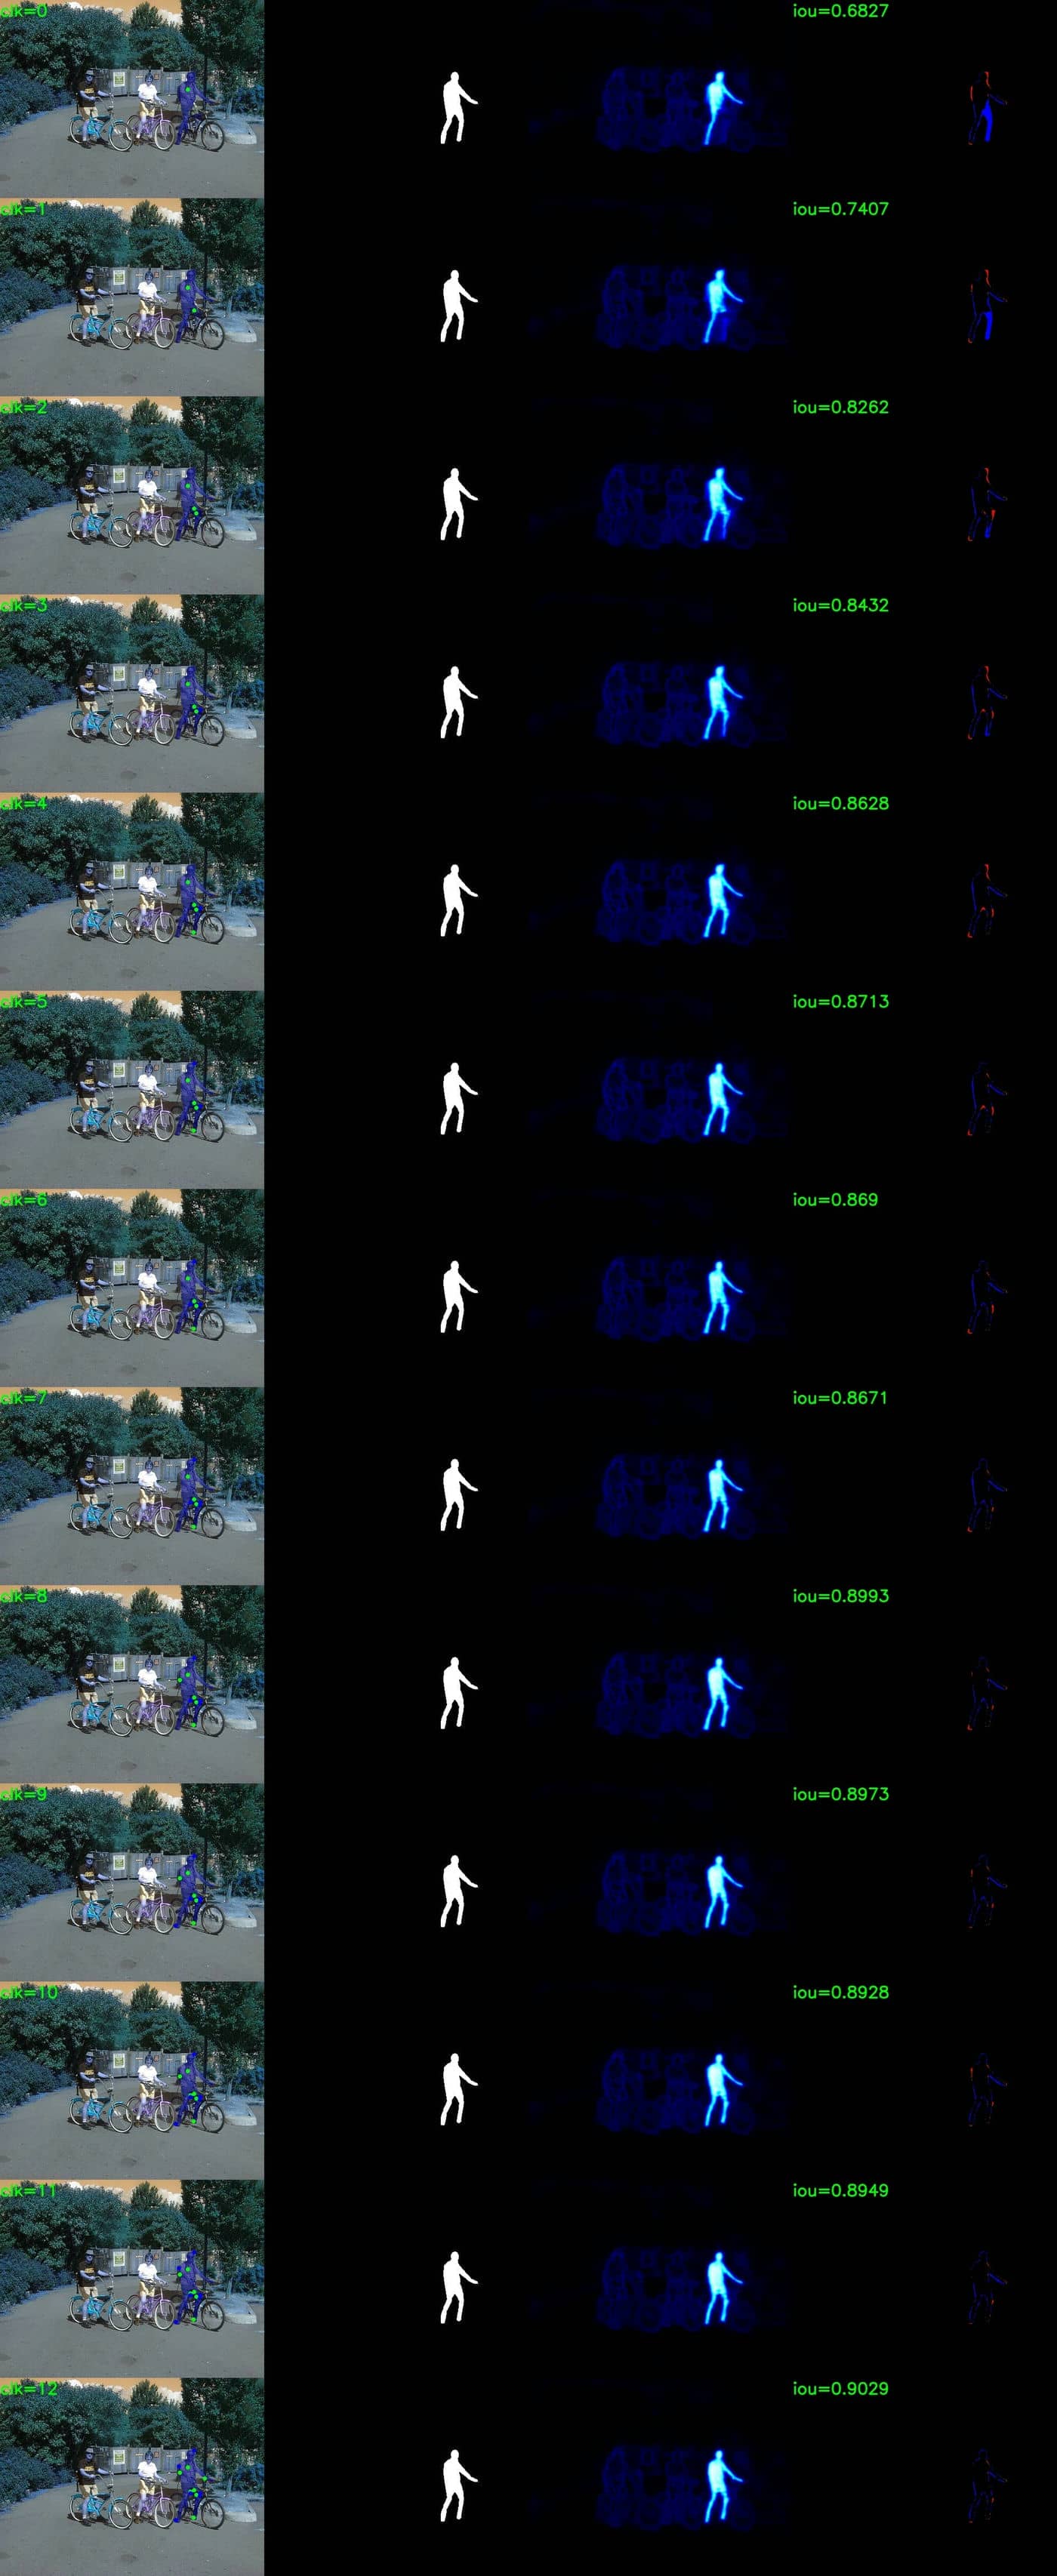 clk=0 iou=0.6827
clk=1 iou=0.7407
clk=2 iou=0.8262
clk=3 iou=0.8432
clk=4 iou=0.8628
clk=5 iou=0.8713
clk=6 iou=0.869
clk=7 iou=0.8671
clk=8 iou=0.8993
clk=9 iou=0.8973
clk=10 iou=0.8928
clk=11 iou=0.8949
clk=12 iou=0.9029